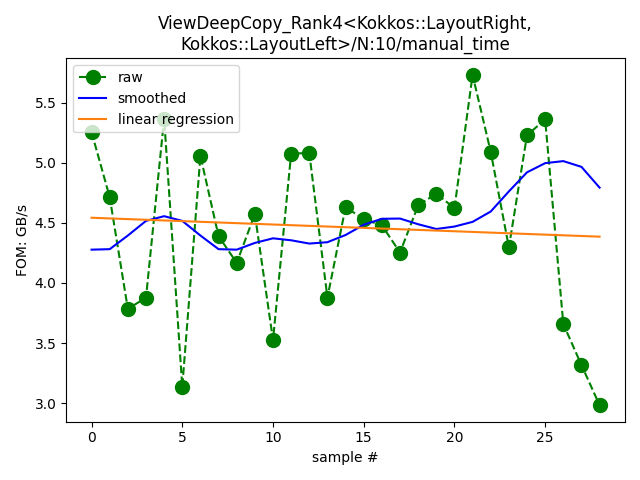 ViewDeepCopy_Rank4<Kokkos::LayoutRight,
Kokkos::LayoutLeft>/N:10/manual_time
raw
smoothed
linear regression
FOM: GB/s
5.5
5.0
4.5
4.0
3.5
3.0
0 5 10 15 20 25
sample #